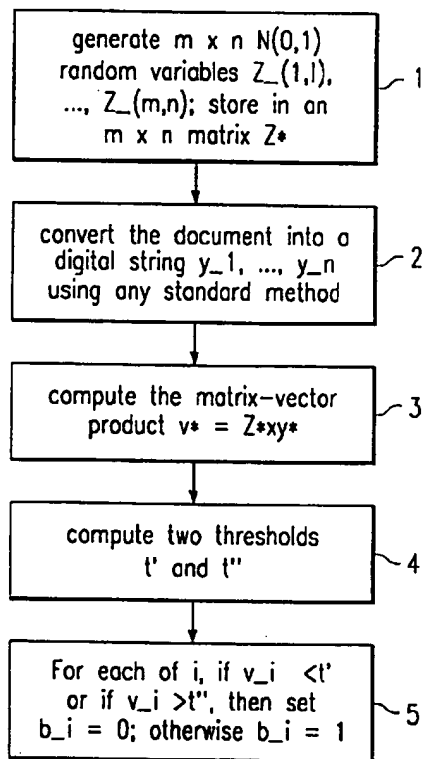 generate m x n N(0,1)
random variables Z_(1,l),
..., Z_(m,n); store in an
m x n matrix Z*
1
convert the document into a
digital string y_1, ..., y_n
using any standard method
2
compute the matrix-vector
product v* = Z*xy*
3
compute two thresholds
t' and t"
4
For each of i, if v_i <t'
or if v_i >t", then set
b_i = 0; otherwise b_i = 1
5